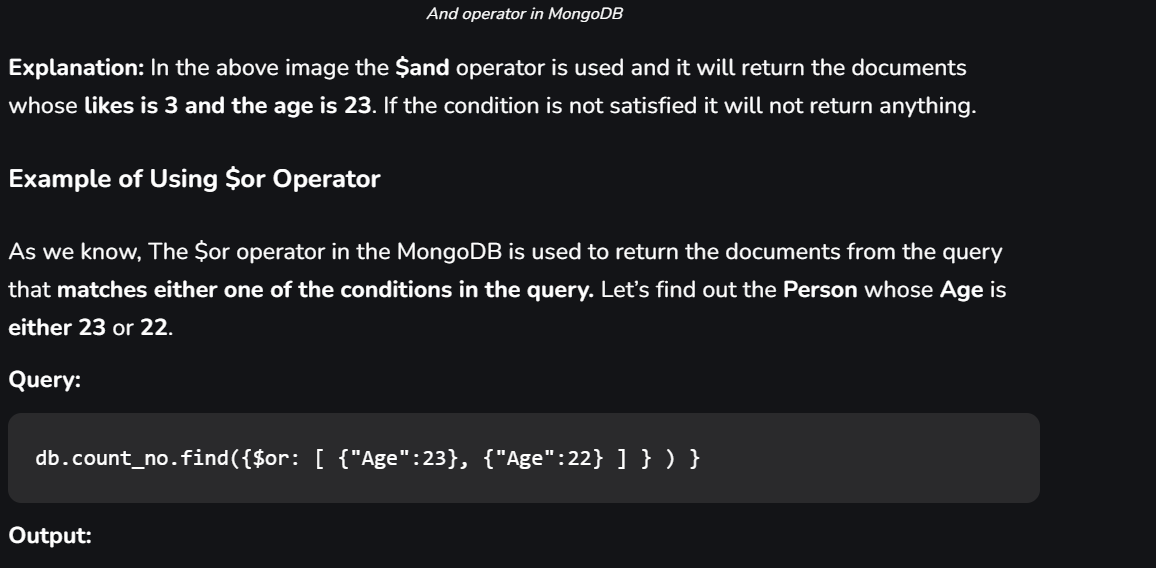 And operator in MongoDB
Explanation: In the above image the $and operator is used and it will return the documents
whose likes is 3 and the age is 23. If the condition is not satisfied it will not return anything.
Example of Using $or Operator
As we know, The $or operator in the MongoDB is used to return the documents from the query
that matches either one of the conditions in the query. Let’s find out the Person whose Age is
either 23 or 22.
Query:
db.count_no.find({$or: [ {"Age":23}, {"Age":22} ] } ) }
Output: